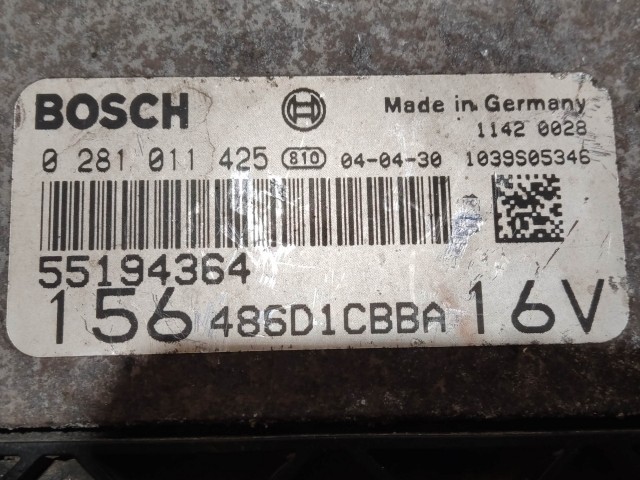 BOSCH Made in Germany
1142 0028
0 281 011 425 810 04-04-30 1039S05346
55194364
156 486D1CBBA 16V